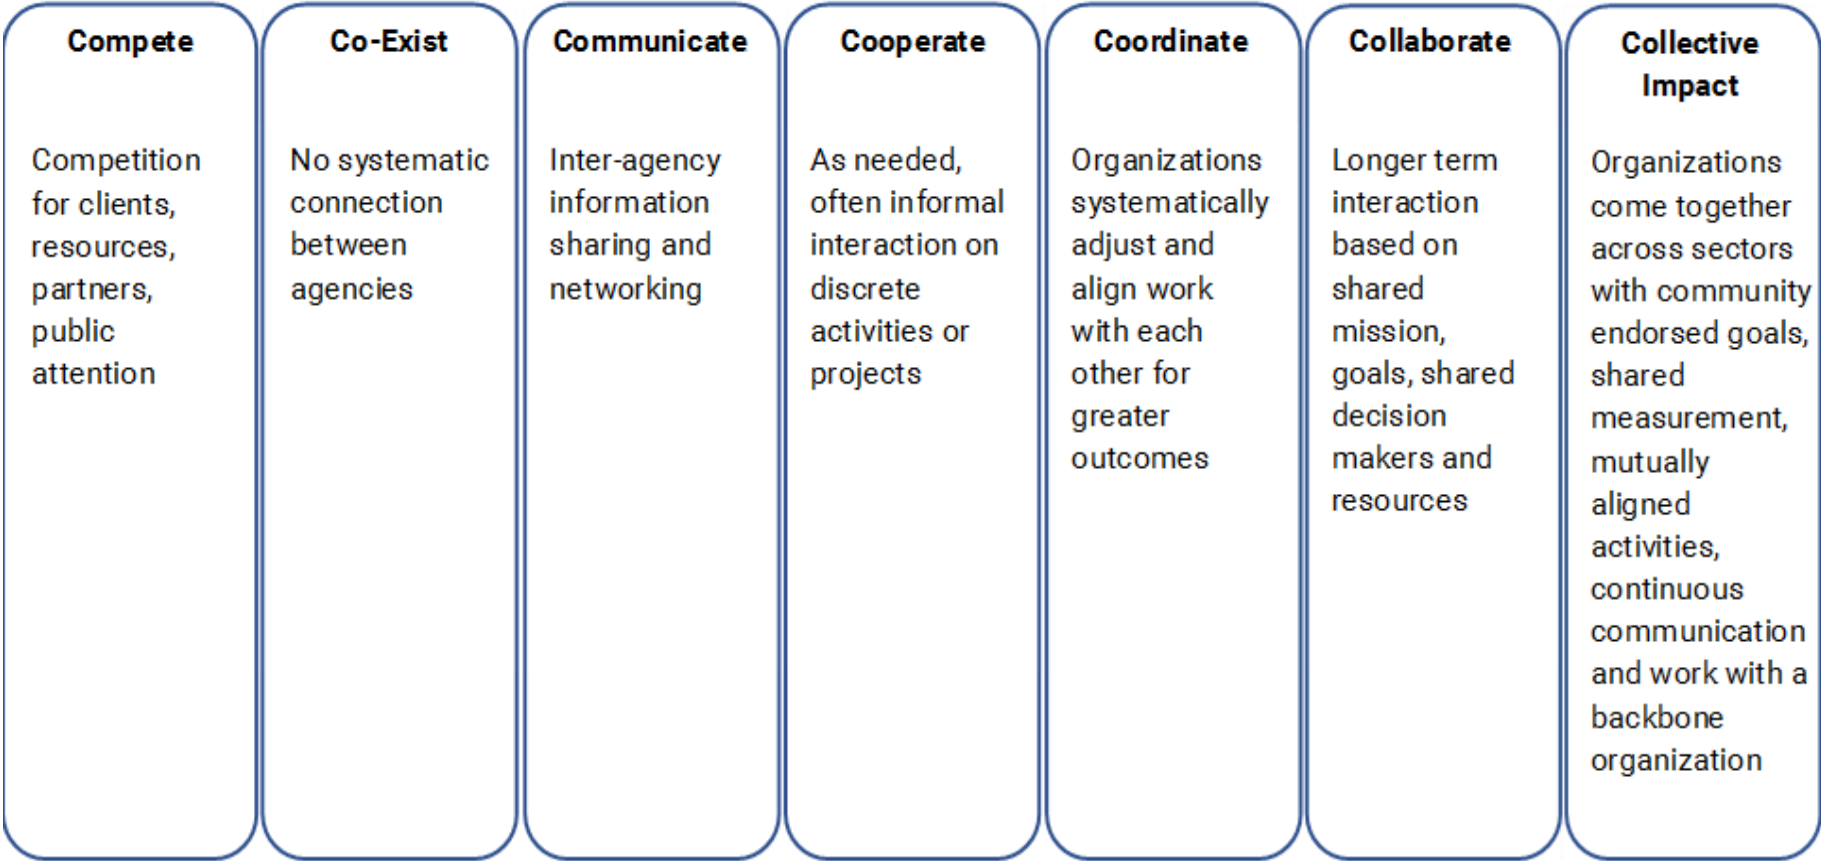 Compete
Competition
for clients,
resources,
partners,
public
attention
Co-Exist
No systematic
connection
between
agencies
Communicate
Inter-agency
information
sharing and
networking
Cooperate
As needed,
often informal
interaction on
discrete
activities or
projects
Coordinate
Organizations
systematically
adjust and
align work
with each
other for
greater
outcomes
Collaborate
Longer term
interaction
based on
shared
mission,
goals, shared
decision
makers and
resources
Collective
Impact
Organizations
come together
across sectors
with community
endorsed goals,
shared
measurement,
mutually
aligned
activities,
continuous
communication
and work with a
backbone
organization